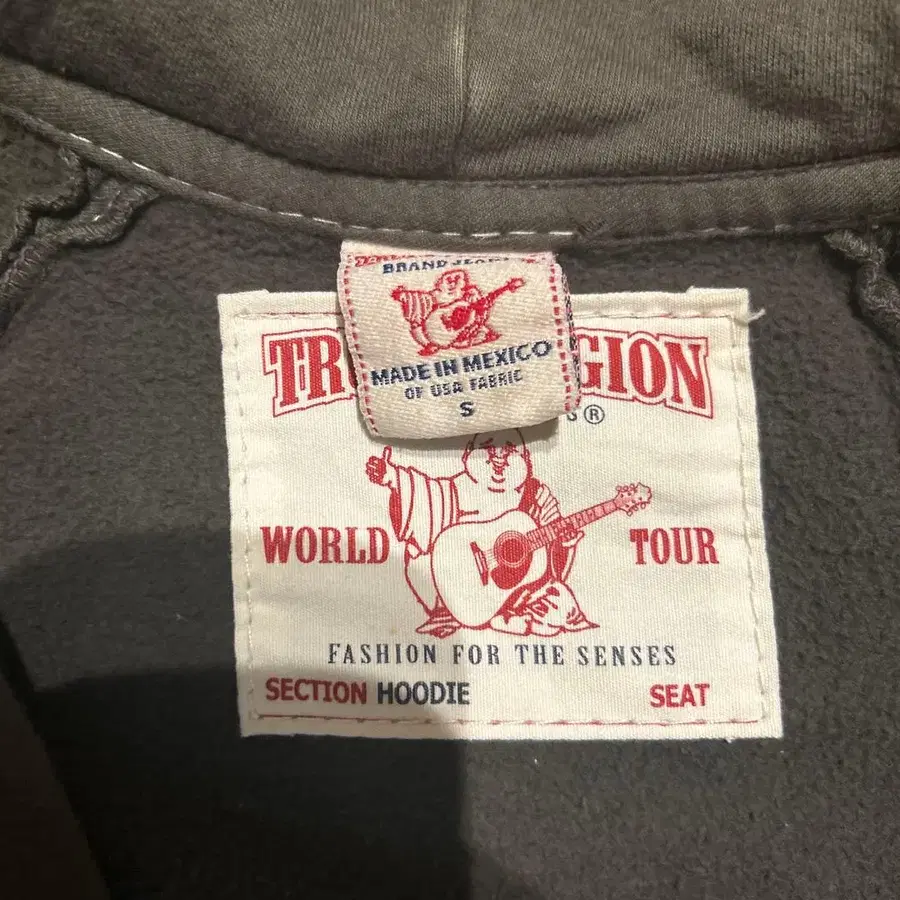 BRAND JEANS
MADE IN MEXICO
OF USA FABRIC
S
TR GION
S ®
WORLD TOUR
FASHION FOR THE SENSES
SECTION HOODIE SEAT